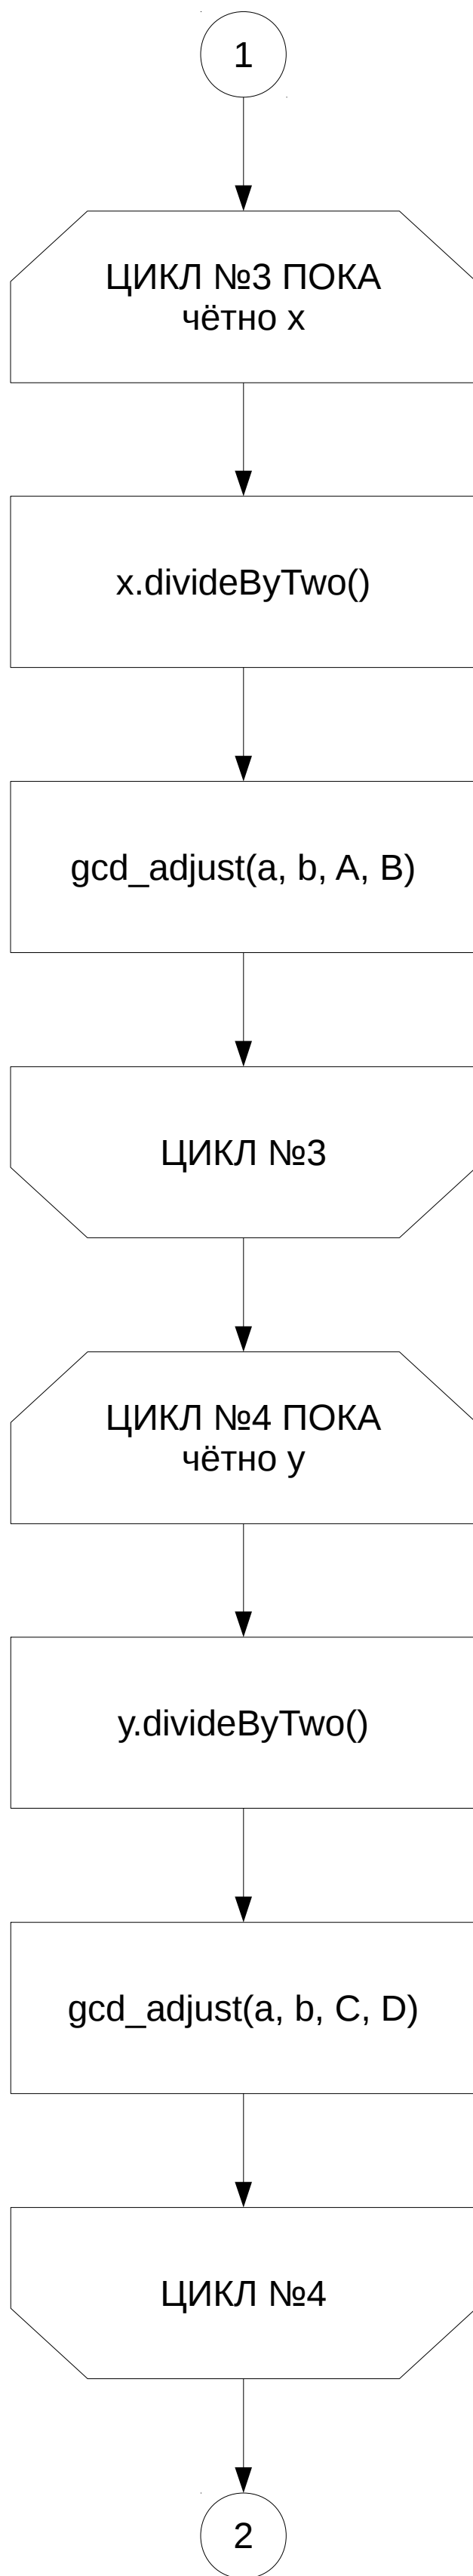 1
ЦИКЛ №3 ПОКА
чётно x
x.divideByTwo()
gcd_adjust(a, b, A, B)
ЦИКЛ №3
ЦИКЛ №4 ПОКА
чётно y
y.divideByTwo()
gcd_adjust(a, b, C, D)
ЦИКЛ №4
2